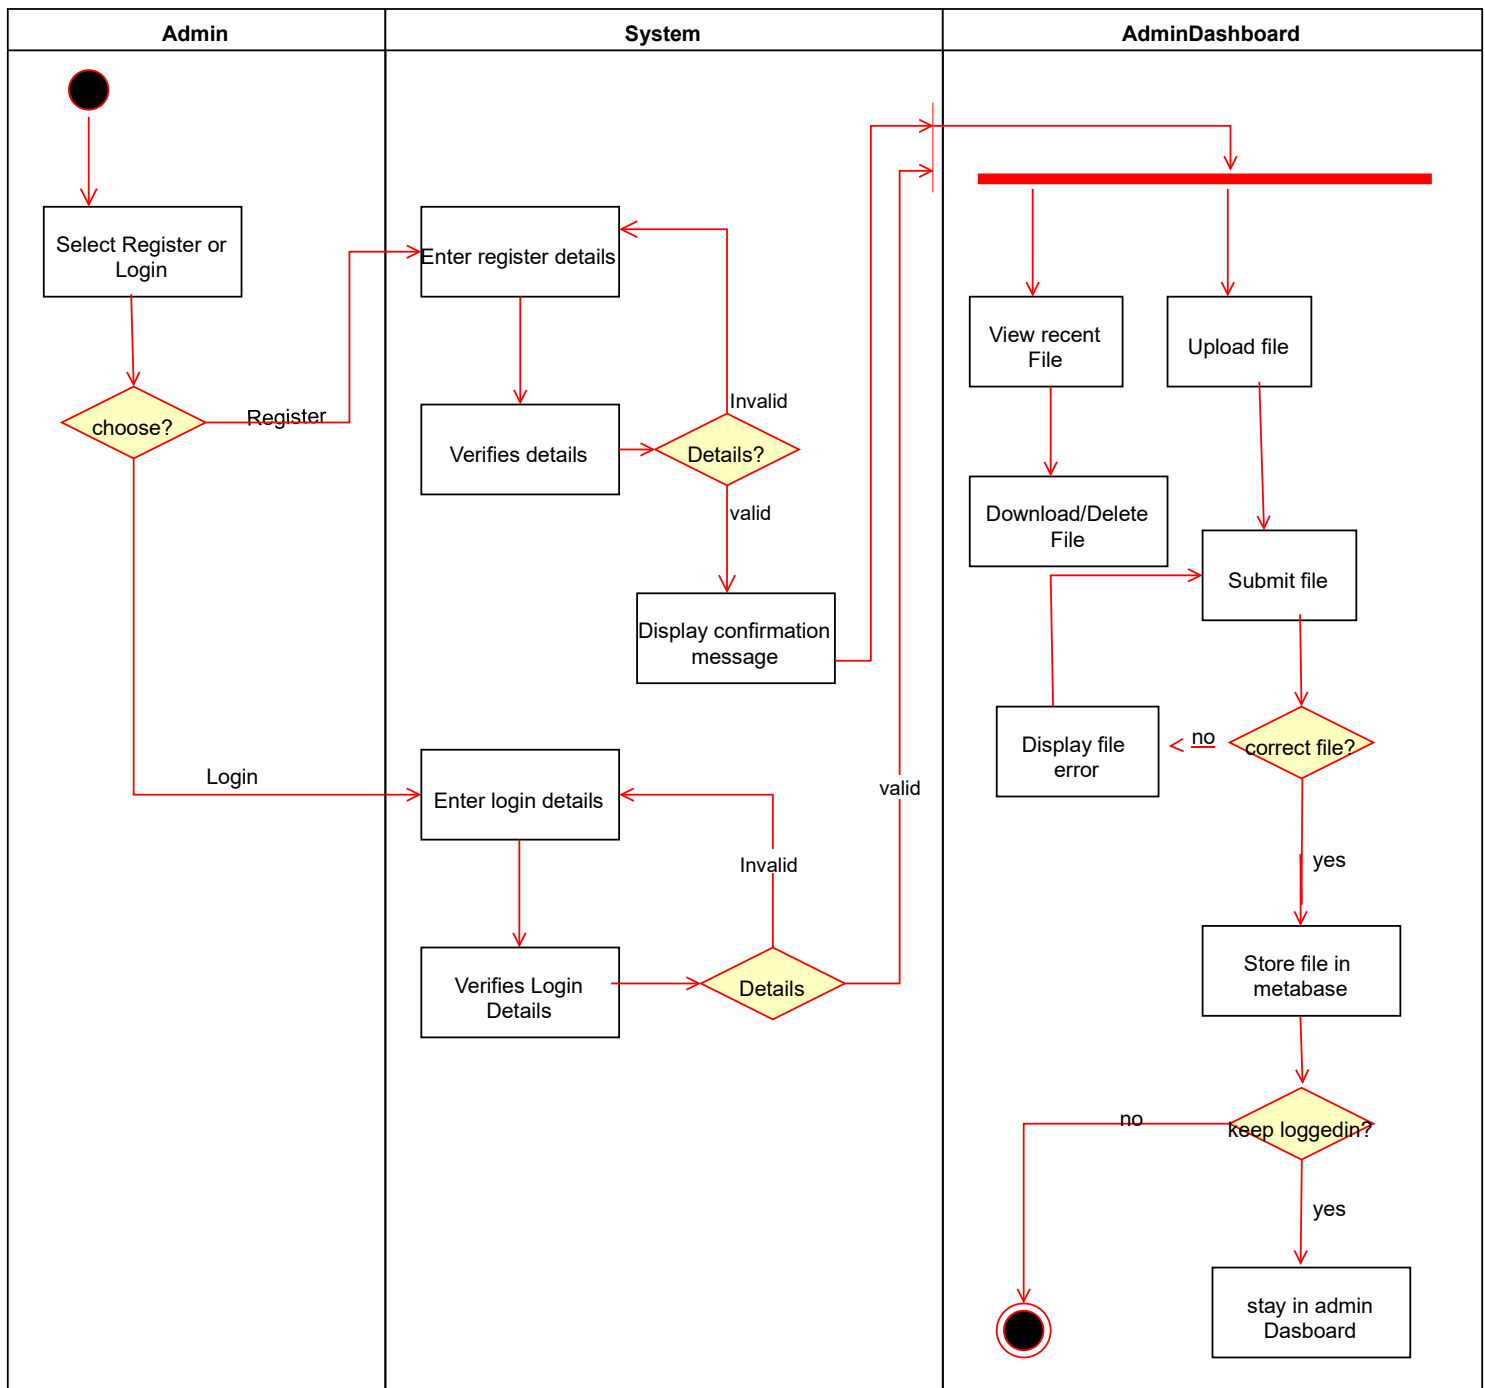 Admin
System
AdminDashboard
Select Register or
Login
choose?
Register
Login
Enter register details
Verifies details
Details?
Invalid
valid
Display confirmation
message
Enter login details
Invalid
Verifies Login
Details
Details
valid
View recent
File
Upload file
Download/Delete
File
Submit file
Display file
error
no
correct file?
yes
Store file in
metabase
no
keep loggedin?
yes
stay in admin
Dasboard